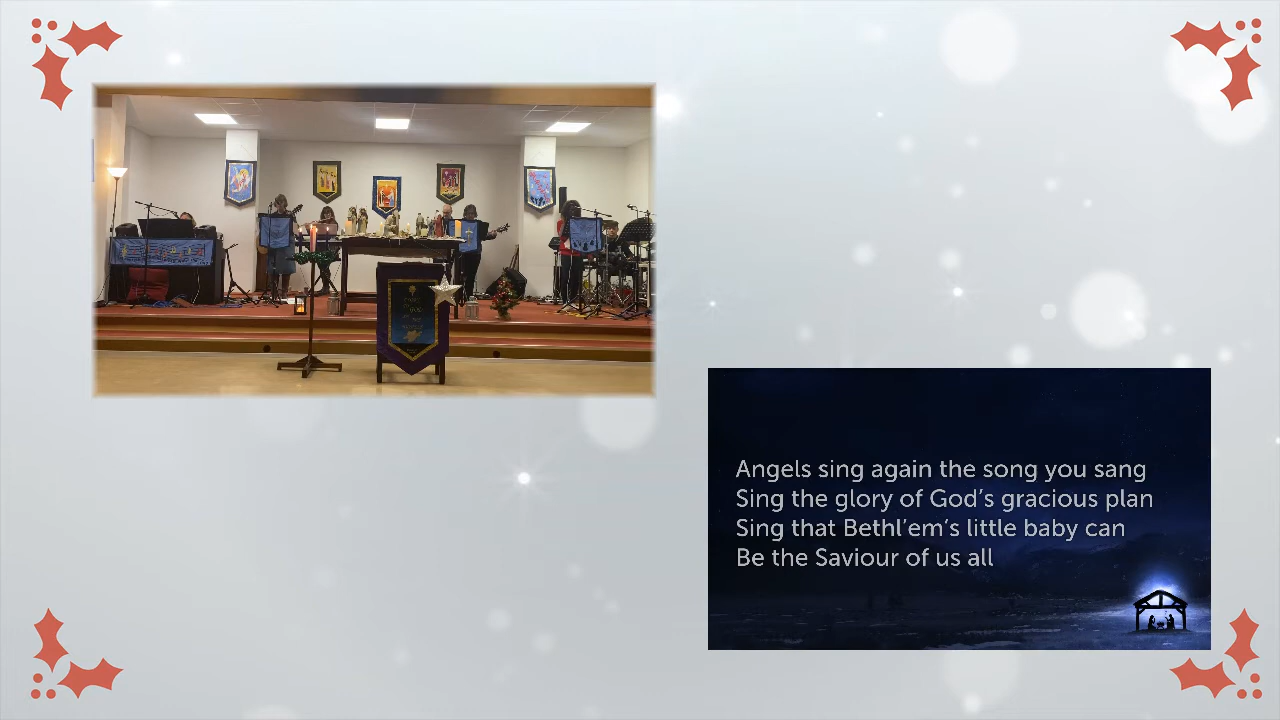 Angels sing again the song you sang
Sing the glory of God’s gracious plan
Sing that Bethl’em’s little baby can
Be the Saviour of us all